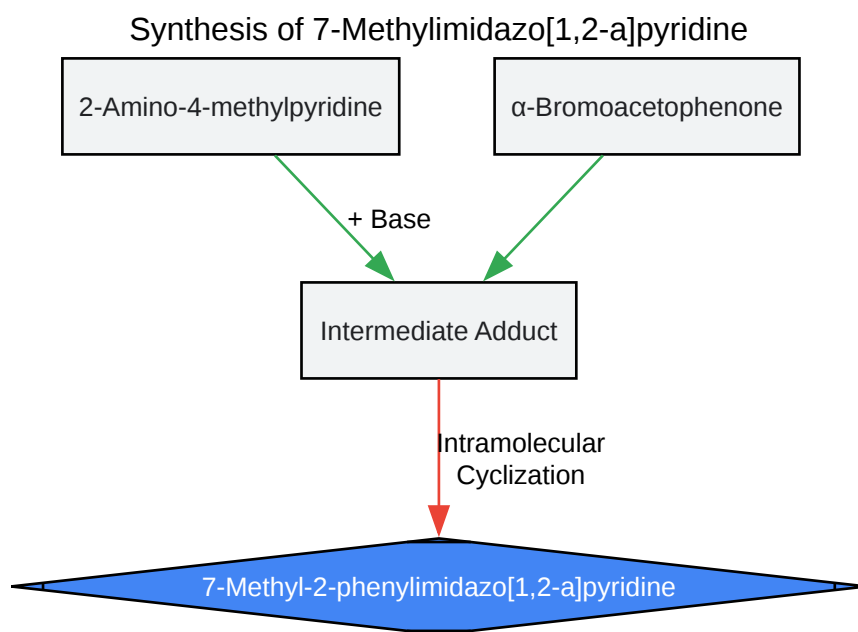 Synthesis of 7-Methylimidazo[1,2-a]pyridine
2-Amino-4-methylpyridine
α-Bromoacetophenone
+ Base
Intermediate Adduct
Intramolecular
Cyclization
7-Methyl-2-phenylimidazo[1,2-a]pyridine